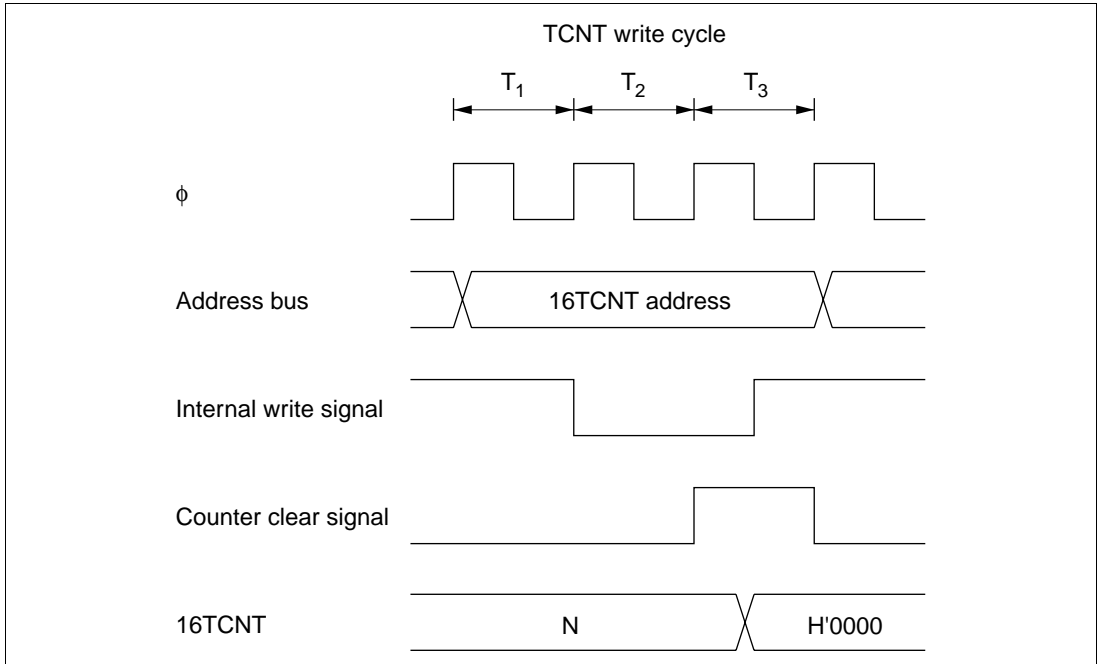 TCNT write cycle
T1 T2 T3
ϕ
Address bus
16TCNT address
Internal write signal
Counter clear signal
16TCNT
N
H'0000